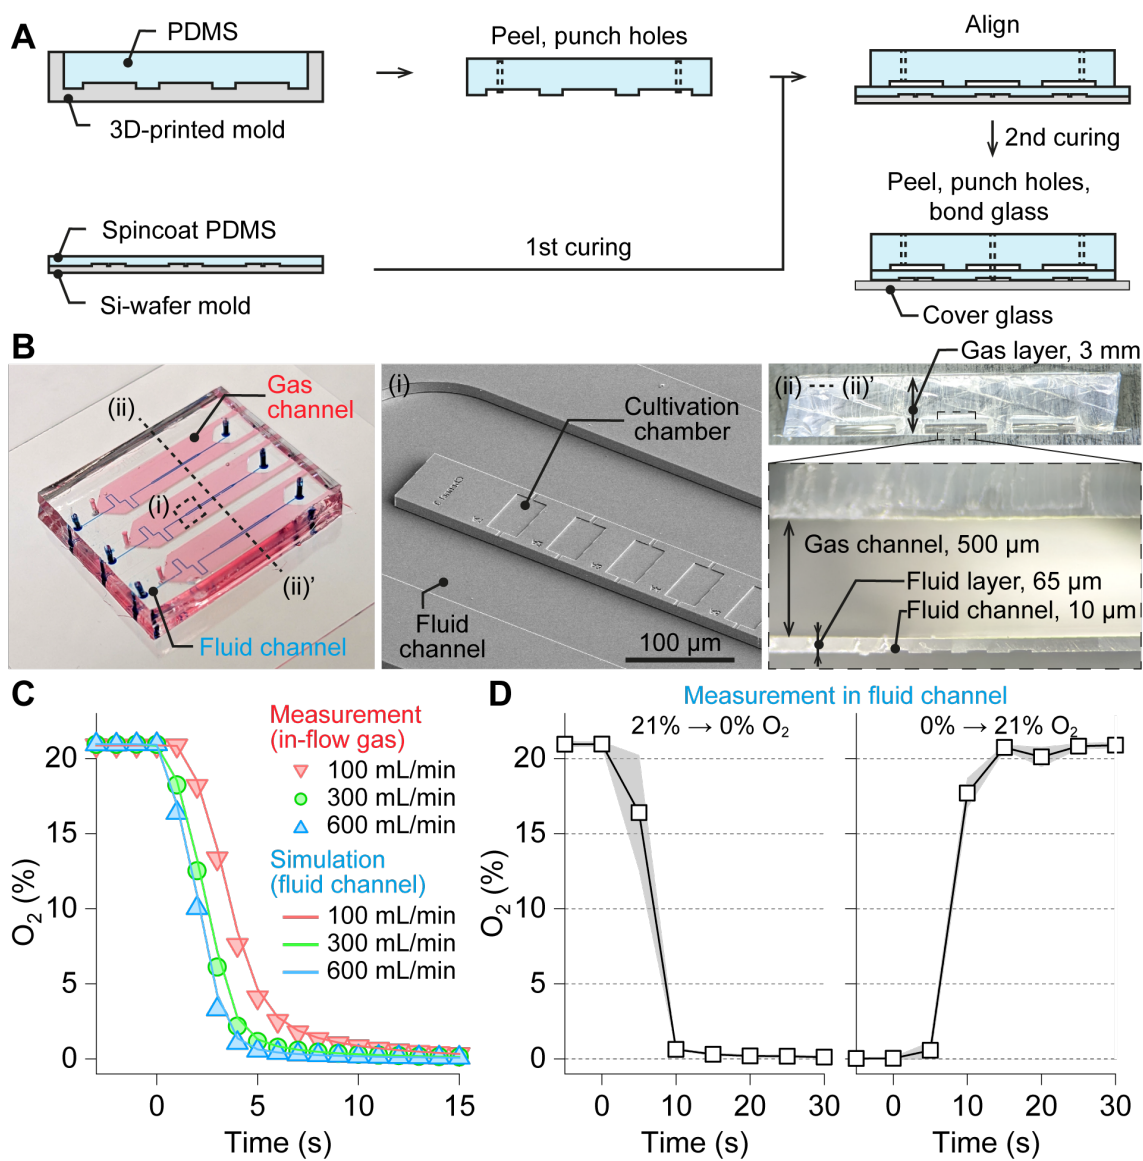 A
PDMS
3D-printed mold
Peel, punch holes
Align
2nd curing
Spincoat PDMS
Si-wafer mold
1st curing
Peel, punch holes,
bond glass
Cover glass
B
Gas
channel
(ii)
(i)
(ii)'
Fluid channel
(i)
Cultivation
chamber
Fluid
channel
100 µm
Gas layer, 3 mm
(ii) --- (ii)'
Gas channel, 500 µm
Fluid layer, 65 µm
Fluid channel, 10 µm
C
Measurement
(in-flow gas)
100 mL/min
300 mL/min
600 mL/min
Simulation
(fluid channel)
100 mL/min
300 mL/min
600 mL/min
O₂ (%)
20
15
10
5
0
0 5 10 15
Time (s)
D
Measurement in fluid channel
21% → 0% O₂
0% → 21% O₂
O₂ (%)
20
15
10
5
0
0 10 20 30
0 10 20 30
Time (s)
Time (s)